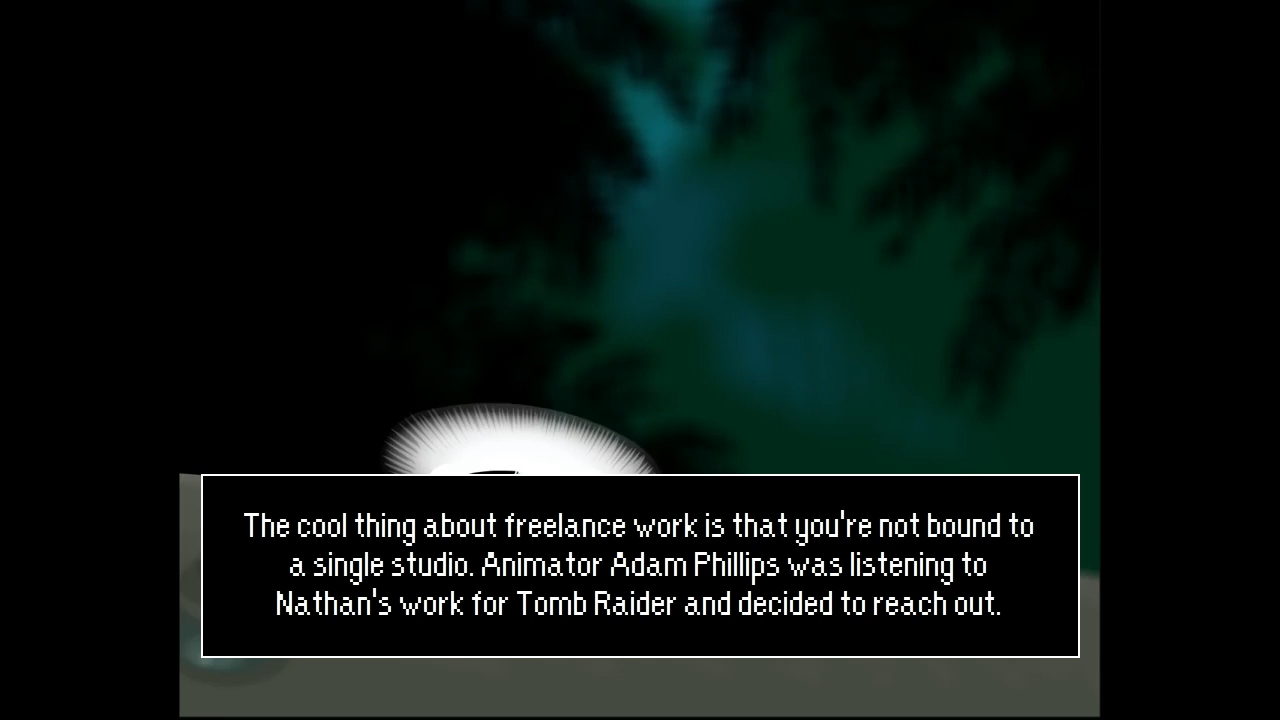 The cool thing about freelance work is that you're not bound to
a single studio. Animator Adam Phillips was listening to
Nathan's work for Tomb Raider and decided to reach out.